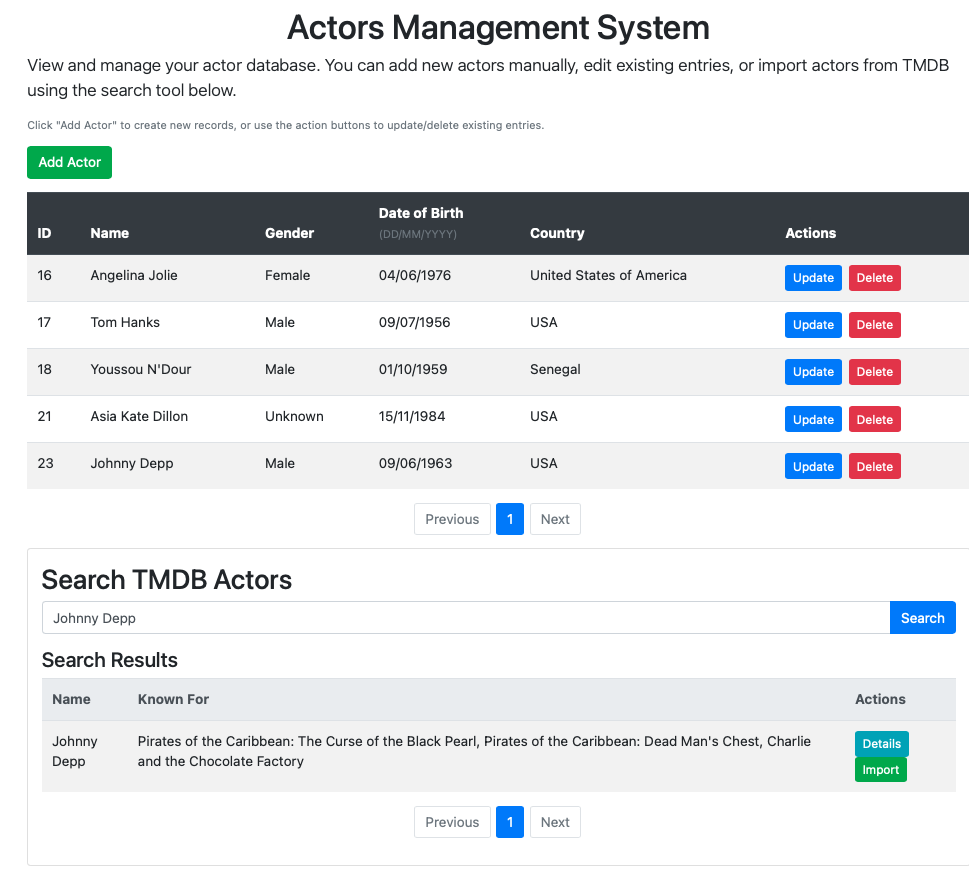 Actors Management System
View and manage your actor database. You can add new actors manually, edit existing entries, or import actors from TMDB
using the search tool below.
Click "Add Actor" to create new records, or use the action buttons to update/delete existing entries.
Add Actor
ID Name Gender Date of Birth (DD/MM/YYYY) Country Actions
16 Angelina Jolie Female 04/06/1976 United States of America Update Delete
17 Tom Hanks Male 09/07/1956 USA Update Delete
18 Youssou N'Dour Male 01/10/1959 Senegal Update Delete
21 Asia Kate Dillon Unknown 15/11/1984 USA Update Delete
23 Johnny Depp Male 09/06/1963 USA Update Delete
Previous 1 Next
Search TMDB Actors
Johnny Depp Search
Search Results
Name Known For Actions
Johnny Pirates of the Caribbean: The Curse of the Black Pearl, Pirates of the Caribbean: Dead Man's Chest, Charlie Details
Depp and the Chocolate Factory Import
Previous 1 Next